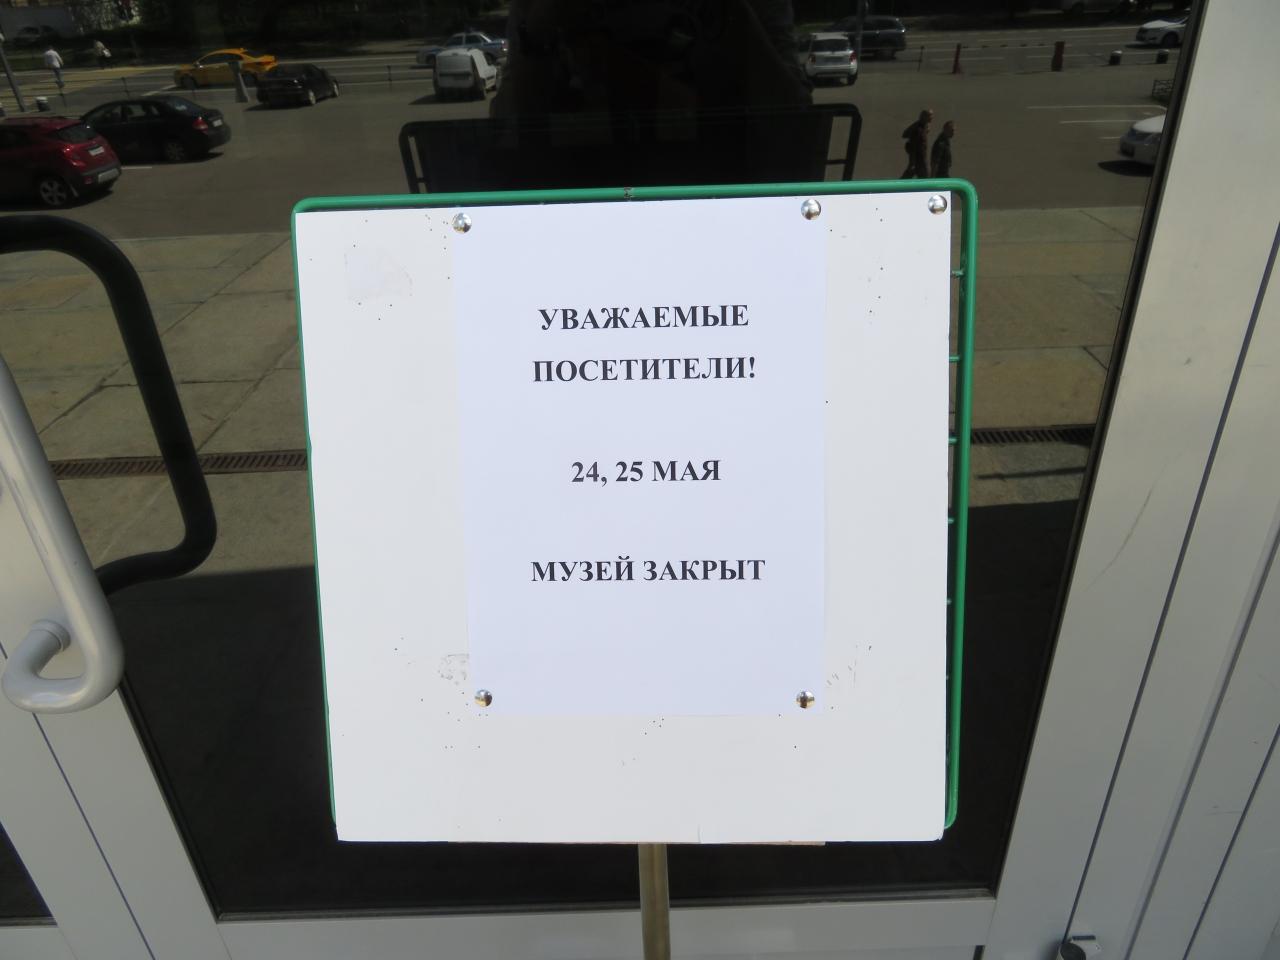 УВАЖАЕМЫЕ
ПОСЕТИТЕЛИ!
24, 25 МАЯ
МУЗЕЙ ЗАКРЫТ